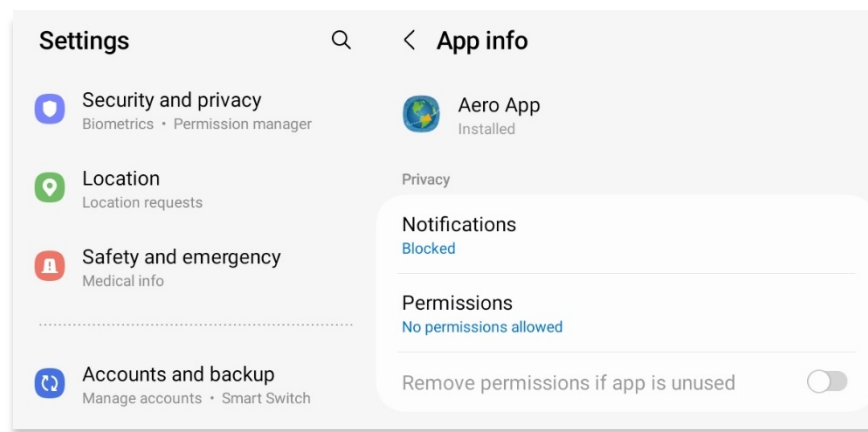 Settings
Security and privacy
Biometrics • Permission manager
Location
Location requests
Safety and emergency
Medical info
Accounts and backup
Manage accounts • Smart Switch
App info
Aero App
Installed
Privacy
Notifications
Blocked
Permissions
No permissions allowed
Remove permissions if app is unused